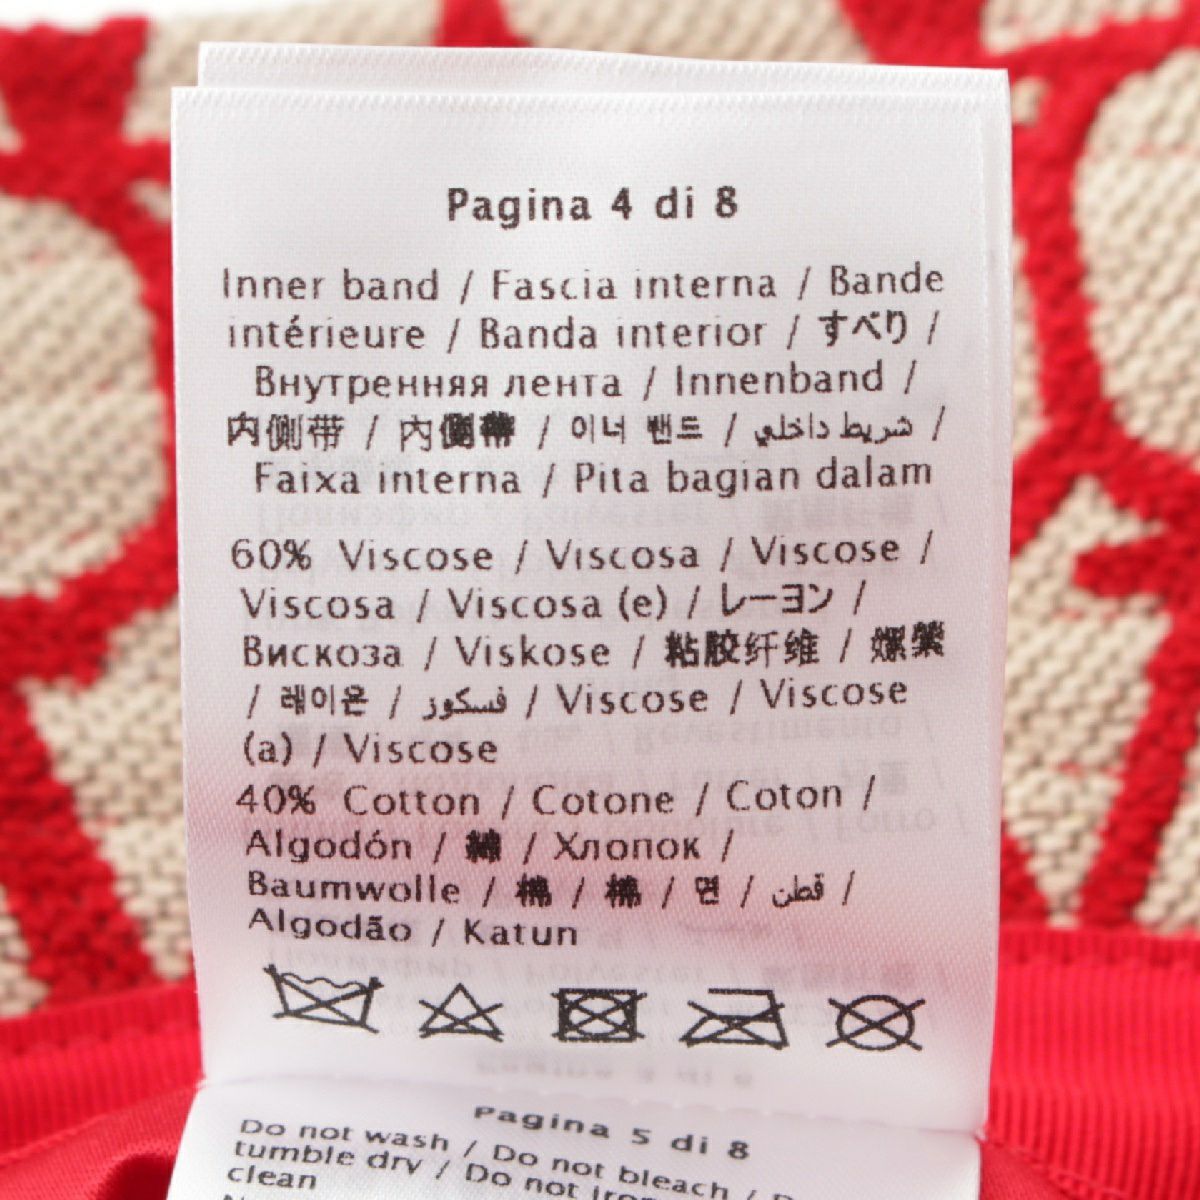 Pagina 4 di 8
Inner band / Fascia interna / Bande
intérieure / Banda interior / すべり /
Внутренняя лента / Innenband /
内侧带 / 內側帶 / 이너 밴드 / شريط داخلي /
Faixa interna / Pita bagian dalam
60% Viscose / Viscosa / Viscose /
Viscosa / Viscosa (e) / レーヨン /
Вискоза / Viskose / 粘胶纤维 / 嫘縈
/ 레이온 / فسكوز / Viscose / Viscose
(a) / Viscose
40% Cotton / Cotone / Coton /
Algodón / 綿 / Хлопок /
Baumwolle / 棉 / 棉 / 면 / قطن /
Algodão / Katun
Pagina 5 di 8
Do not wash / Do not bleach /
tumble dry / Do not iron
clean